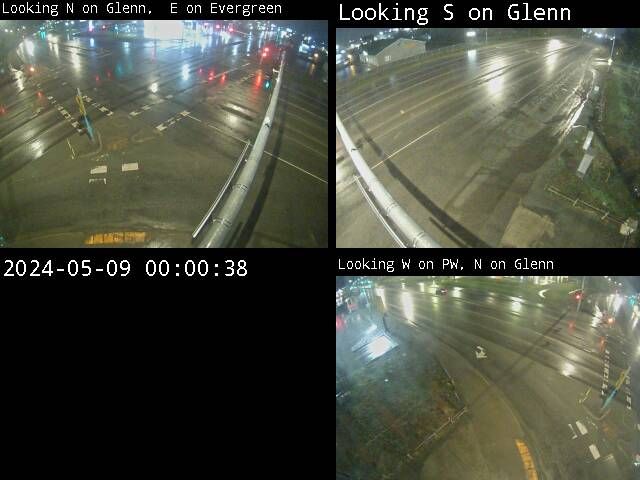 Looking N on Glenn,  E on Evergreen
Looking S on Glenn
2024-05-09 00:00:38
Looking W on PW, N on Glenn